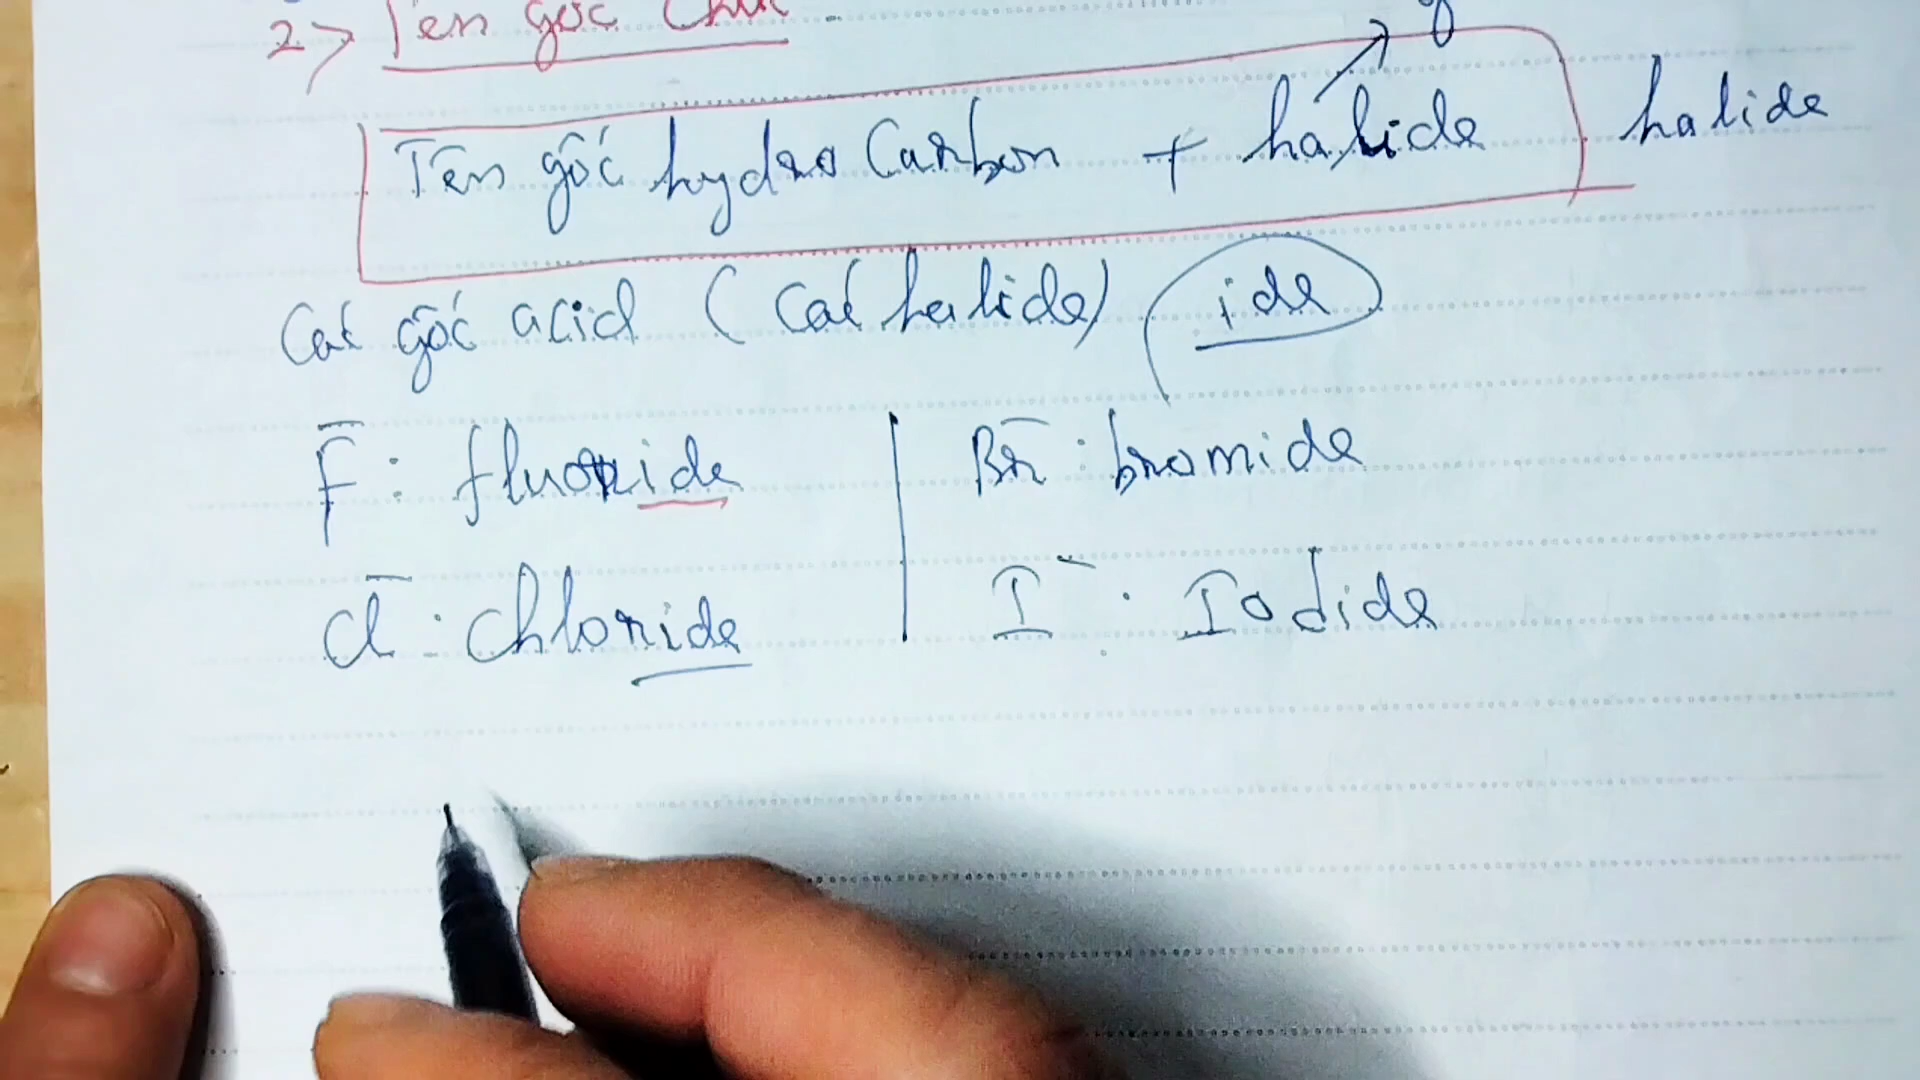 2> Tên gốc chức
Tên gốc hydro Carbon + halide halide
Các gốc acid (các halide) ide
F⁻: fluoride Br⁻: bromide
Cl⁻: chloride I⁻: Iodide